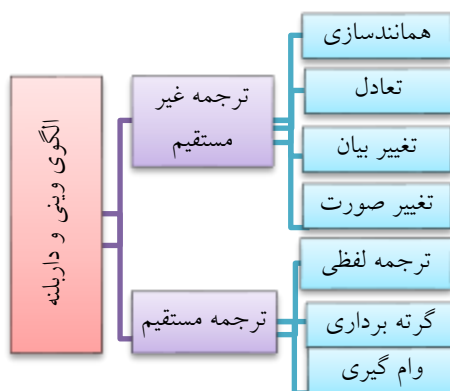 الگوی وینی و داربلنه
ترجمه غیر
مستقیم
همانندسازی
تعادل
تغییر بیان
تغییر صورت
ترجمه مستقیم
ترجمه لفظی
گرته برداری
وام گیری